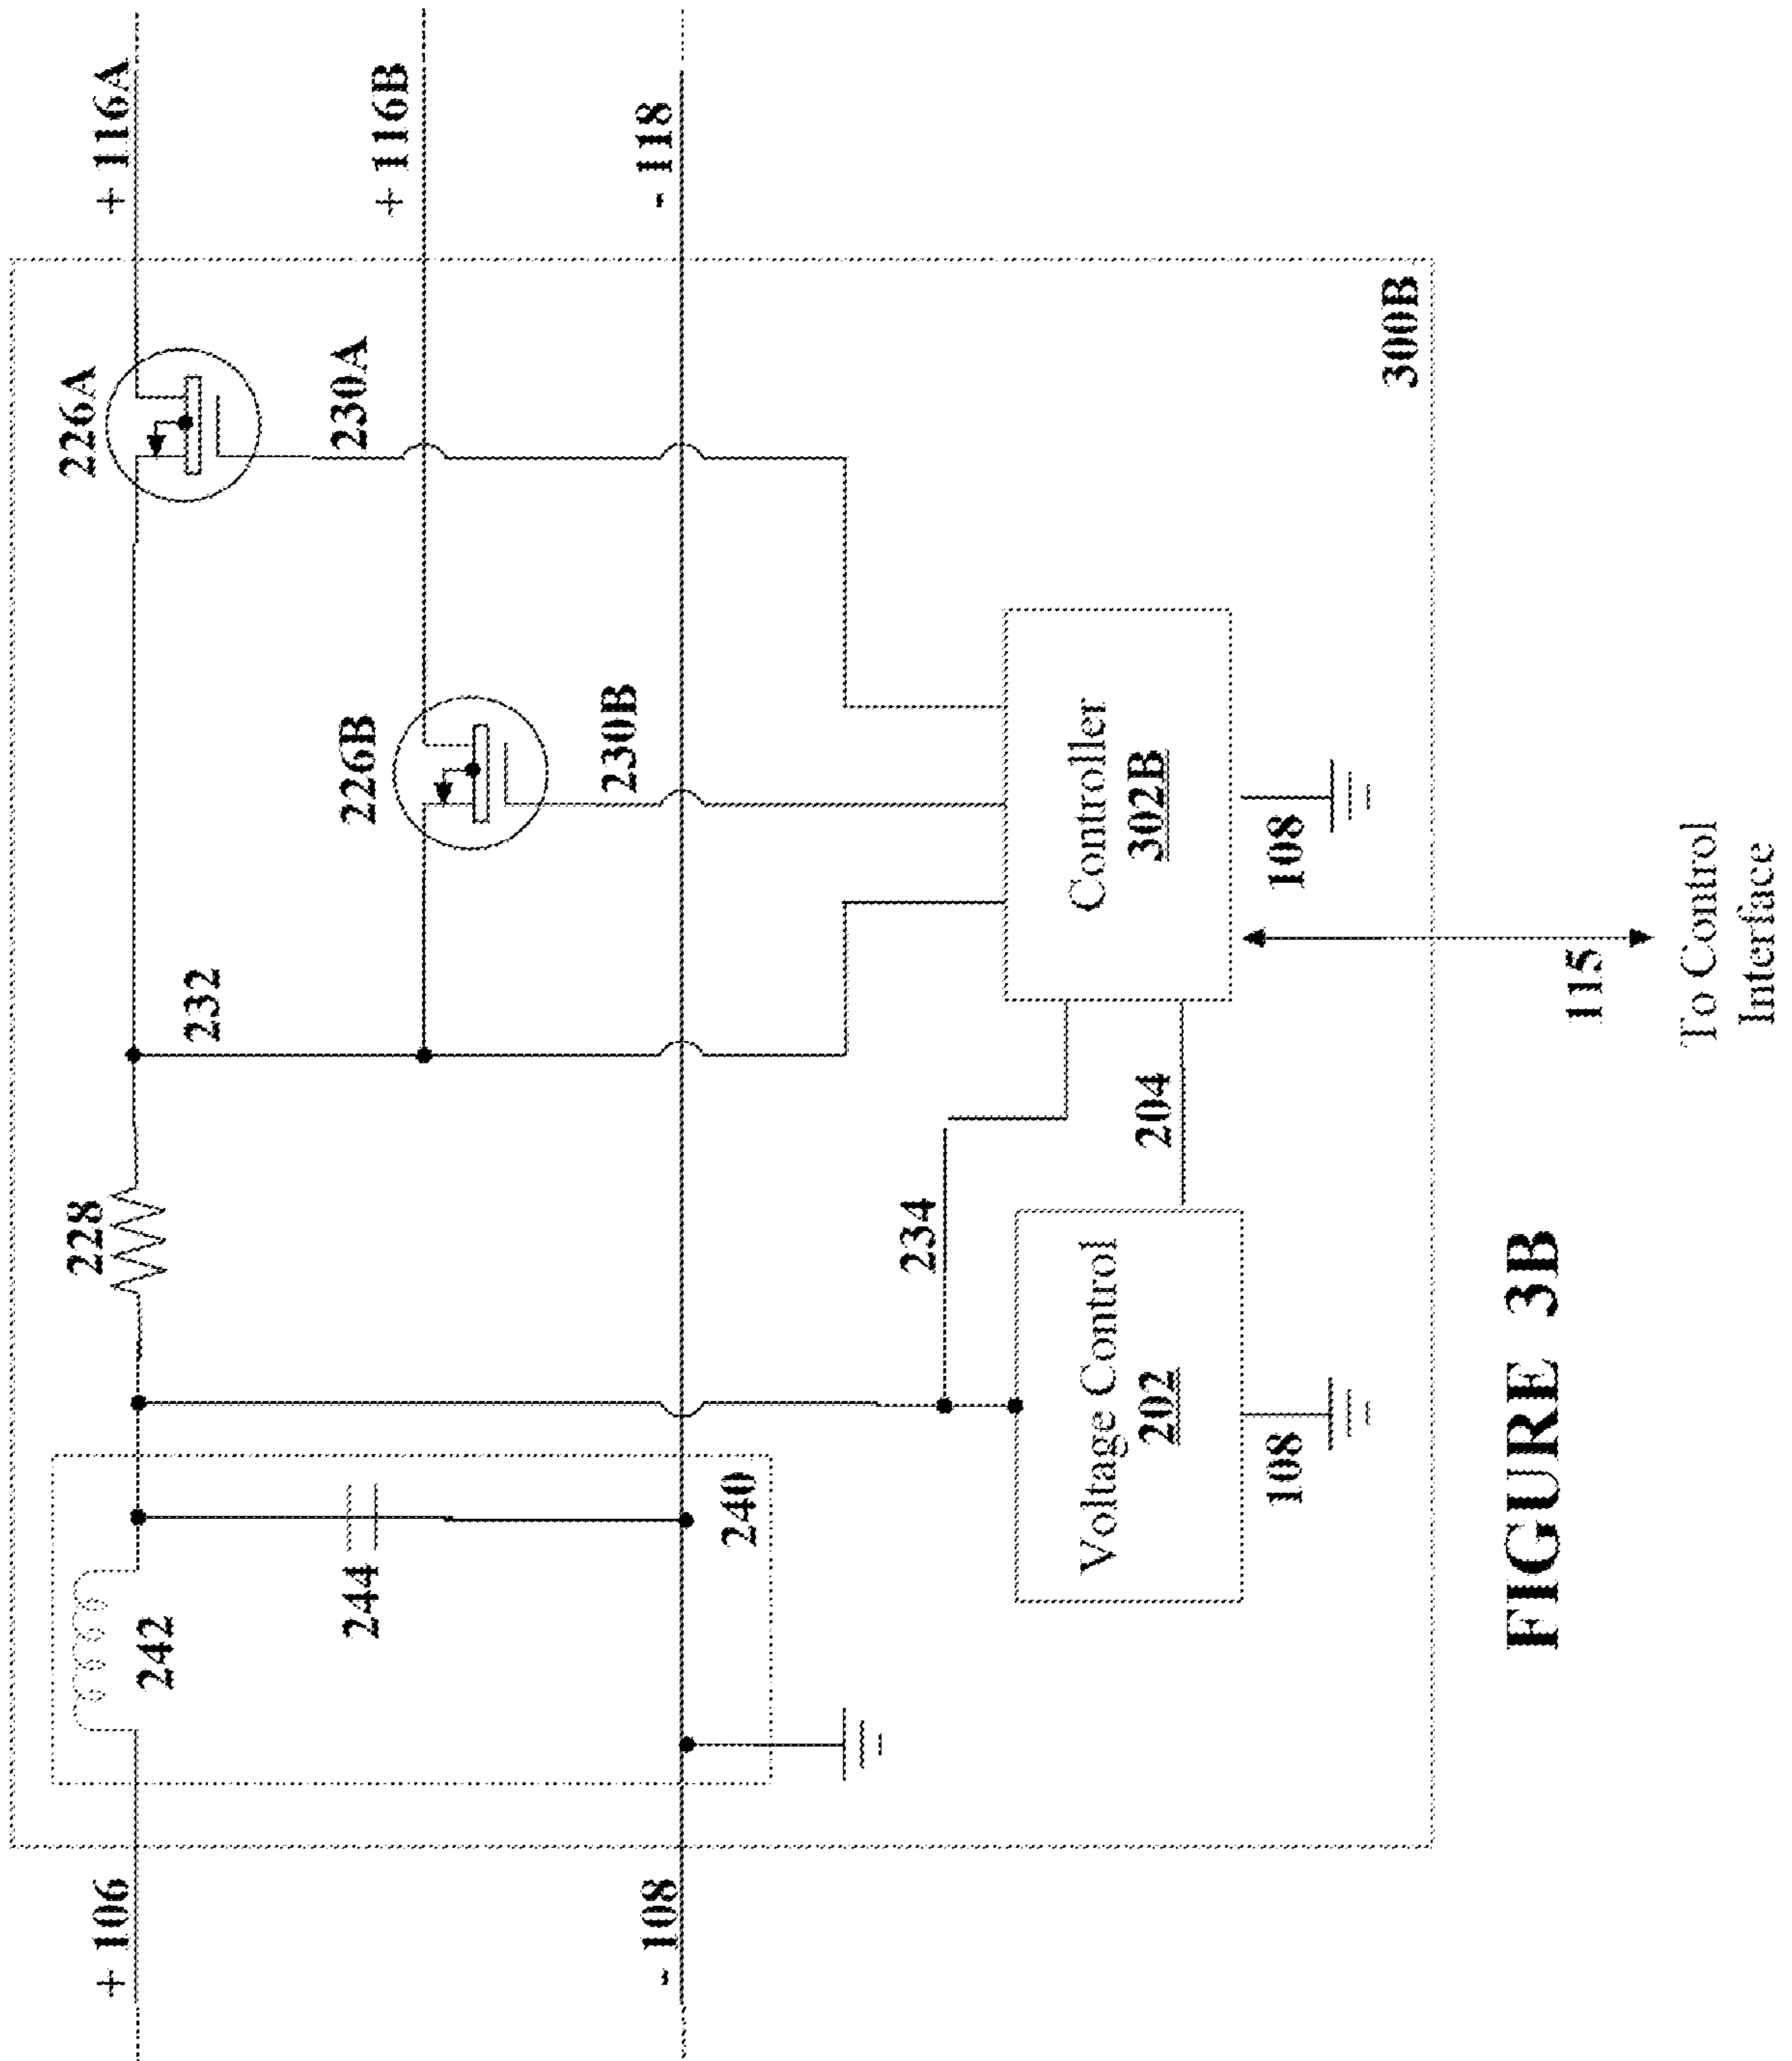 + 106
- 108
242
244
240
228
232
226A
230A
226B
230B
+ 116A
+ 116B
- 118
234
204
Voltage Control
202
108
Controller
302B
108
115
To Control
Interface
300B
FIGURE 3B